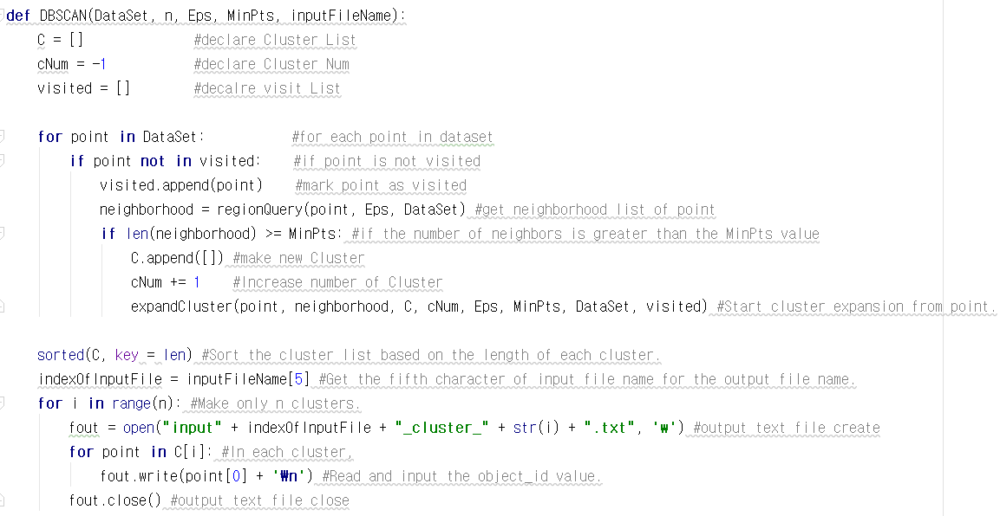 def DBSCAN(DataSet, n, Eps, MinPts, inputFileName):
    C = []              #declare Cluster List
    cNum = -1           #declare Cluster Num
    visited = []        #decalre visit List
    for point in DataSet:           #for each point in dataset
        if point not in visited:    #if point is not visited
            visited.append(point)    #mark point as visited
            neighborhood = regionQuery(point, Eps, DataSet) #get neighborhood list of point
            if len(neighborhood) >= MinPts: #if the number of neighbors is greater than the MinPts value
                C.append([]) #make new Cluster
                cNum += 1    #Increase number of Cluster
                expandCluster(point, neighborhood, C, cNum, Eps, MinPts, DataSet, visited) #Start cluster expansion from point.
    sorted(C, key = len) #Sort the cluster list based on the length of each cluster.
    indexOfInputFile = inputFileName[5] #Get the fifth character of input file name for the output file name.
    for i in range(n): #Make only n clusters.
        fout = open("input" + indexOfInputFile + "_cluster_" + str(i) + ".txt", 'w') #output text file create
        for point in C[i]: #In each cluster,
            fout.write(point[0] + '₩n') #Read and input the object_id value.
        fout.close() #output text file close